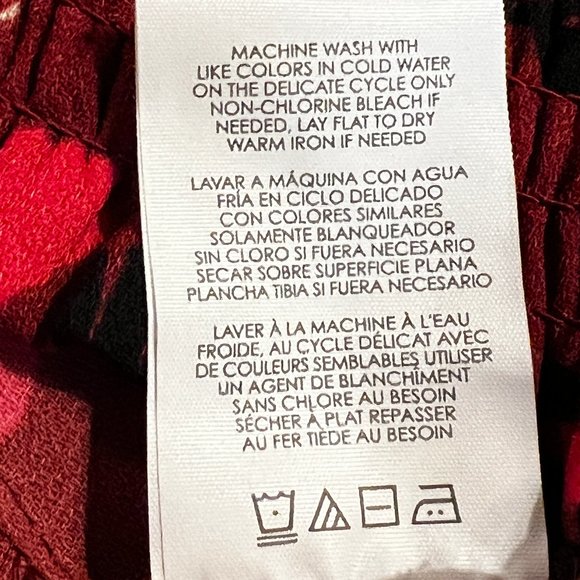 MACHINE WASH WITH
LIKE COLORS IN COLD WATER
ON THE DELICATE CYCLE ONLY
NON-CHLORINE BLEACH IF
NEEDED, LAY FLAT TO DRY
WARM IRON IF NEEDED
LAVAR A MÁQUINA CON AGUA
FRÍA EN CICLO DELICADO
CON COLORES SIMILARES
SOLAMENTE BLANQUEADOR
SIN CLORO SI FUERA NECESARIO
SECAR SOBRE SUPERFICIE PLANA
PLANCHA TIBIA SI FUERA NECESARIO
LAVER À LA MACHINE À L'EAU
FROIDE, AU CYCLE DÉLICAT AVEC
DE COULEURS SEMBLABLES UTILISER
UN AGENT DE BLANCHIMENT
SANS CHLORE AU BESOIN
SÉCHER À PLAT REPASSER
AU FER TIÈDE AU BESOIN